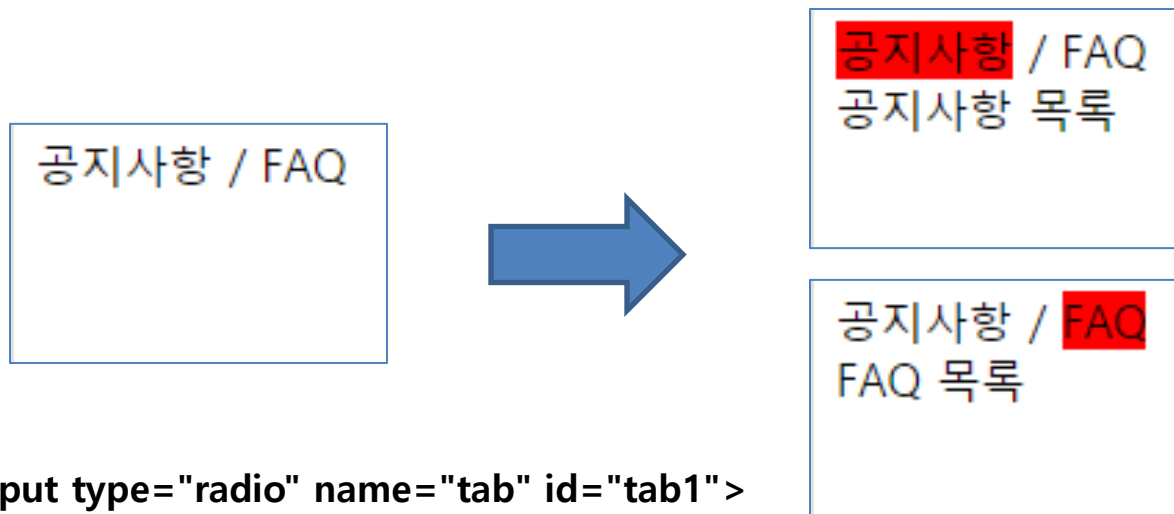 공지사항 / FAQ
공지사항 / FAQ
공지사항 목록
공지사항 / FAQ
FAQ 목록
put type="radio" name="tab" id="tab1">